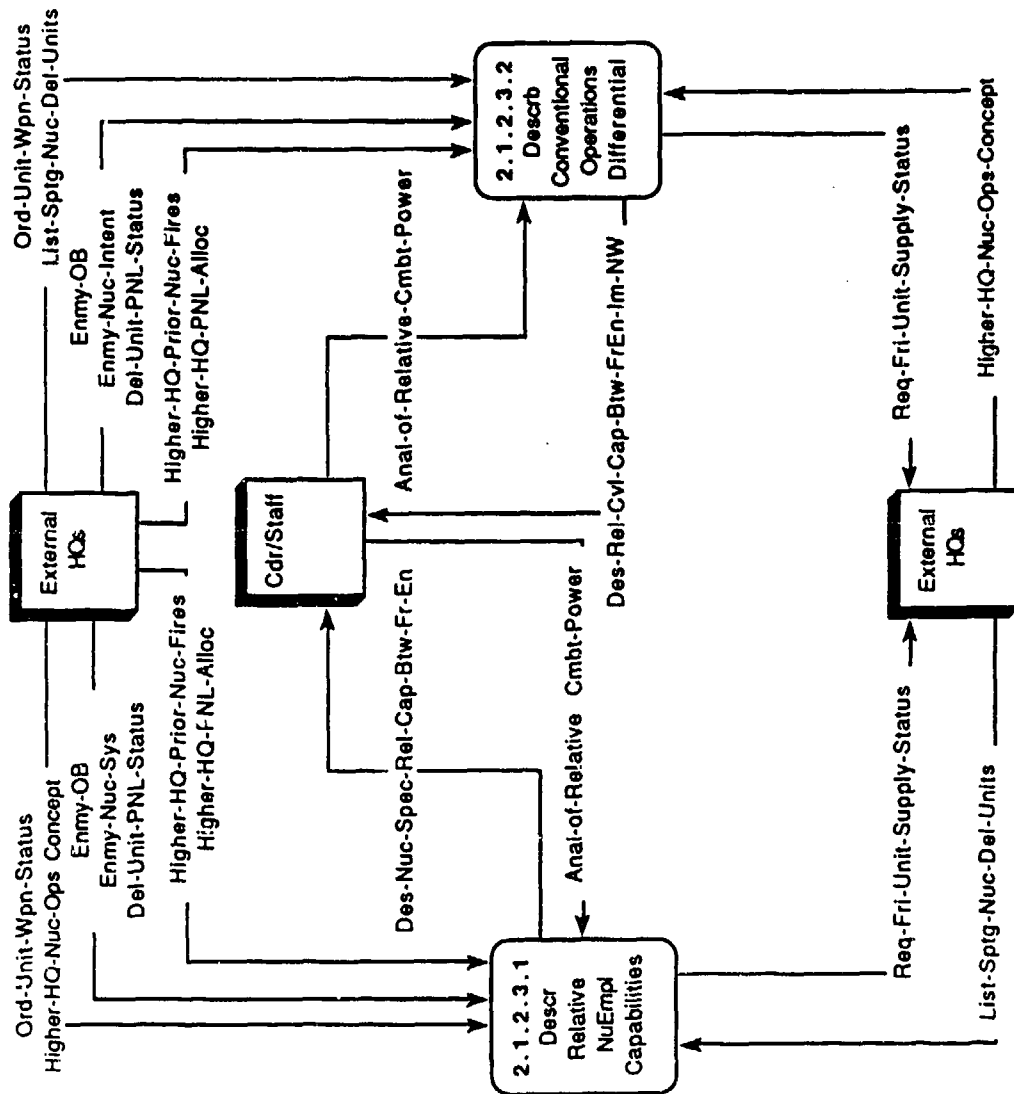 Ord-Unit-Wpn-Status
Higher-HQ-Nuc-Ops Concept
Enmy-OB
Enmy-Nuc-Sys
Del-Unit-PNL-Status
Higher-HQ-Prior-Nuc-Fires
Higher-HQ-PNL-Alloc
External
HQs
Ord-Unit-Wpn-Status
List-Sptg-Nuc-Del-Units
Enmy-OB
Enmy-Nuc-Intent
Del-Unit-PNL-Status
Higher-HQ-Prior-Nuc-Fires
Higher-HQ-PNL-Alloc
Des-Nuc-Spec-Rel-Cap-Btw-Fr-En
Cdr/Staff
Anal-of-Relative-Cmbt-Power
2.1.2.3.1
Descr
Relative
NuEmpl
Capabilities
2.1.2.3.2
Descrb
Conventional
Operations
Differential
Anal-of-Relative Cmbt-Power
Des-Rel-Cvl-Cap-Btw-FrEn-Im-NW
Req-Fri-Unit-Supply-Status
External
HQs
Req-Fri-Unit-Supply-Status
List-Sptg-Nuc-Del-Units
Higher-HQ-Nuc-Ops-Concept